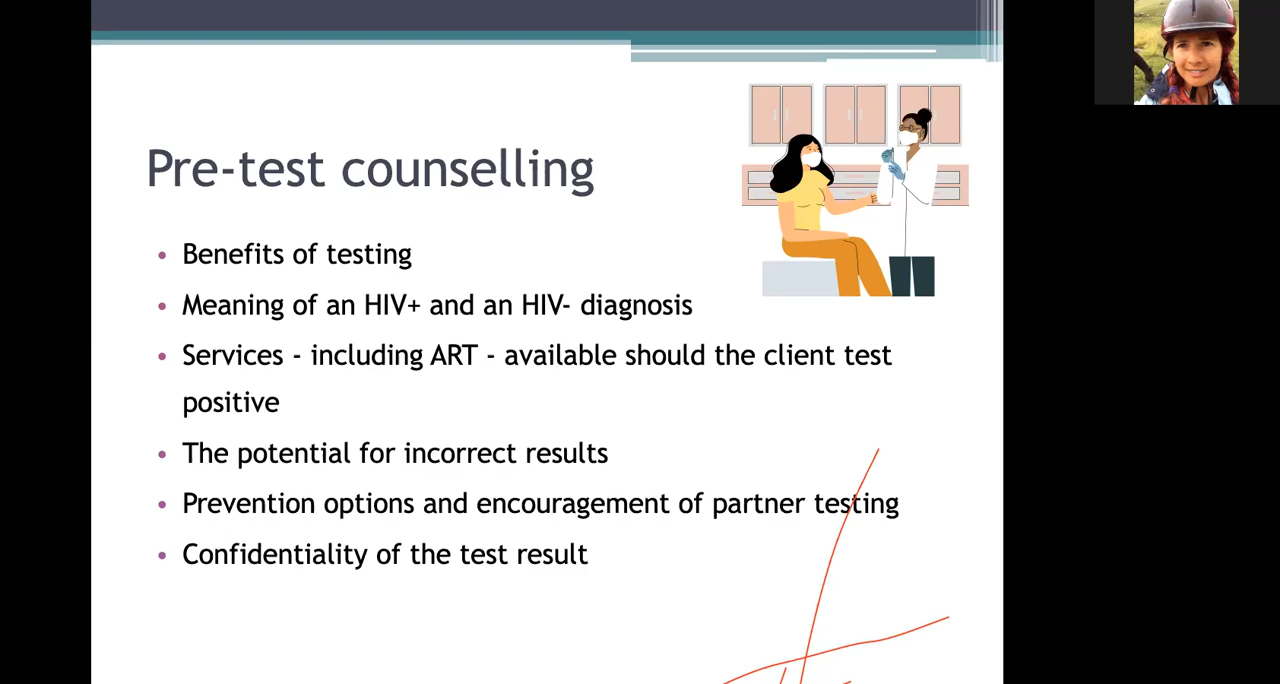 Pre-test counselling
• Benefits of testing
• Meaning of an HIV+ and an HIV- diagnosis
• Services - including ART - available should the client test
positive
• The potential for incorrect results
• Prevention options and encouragement of partner testing
• Confidentiality of the test result